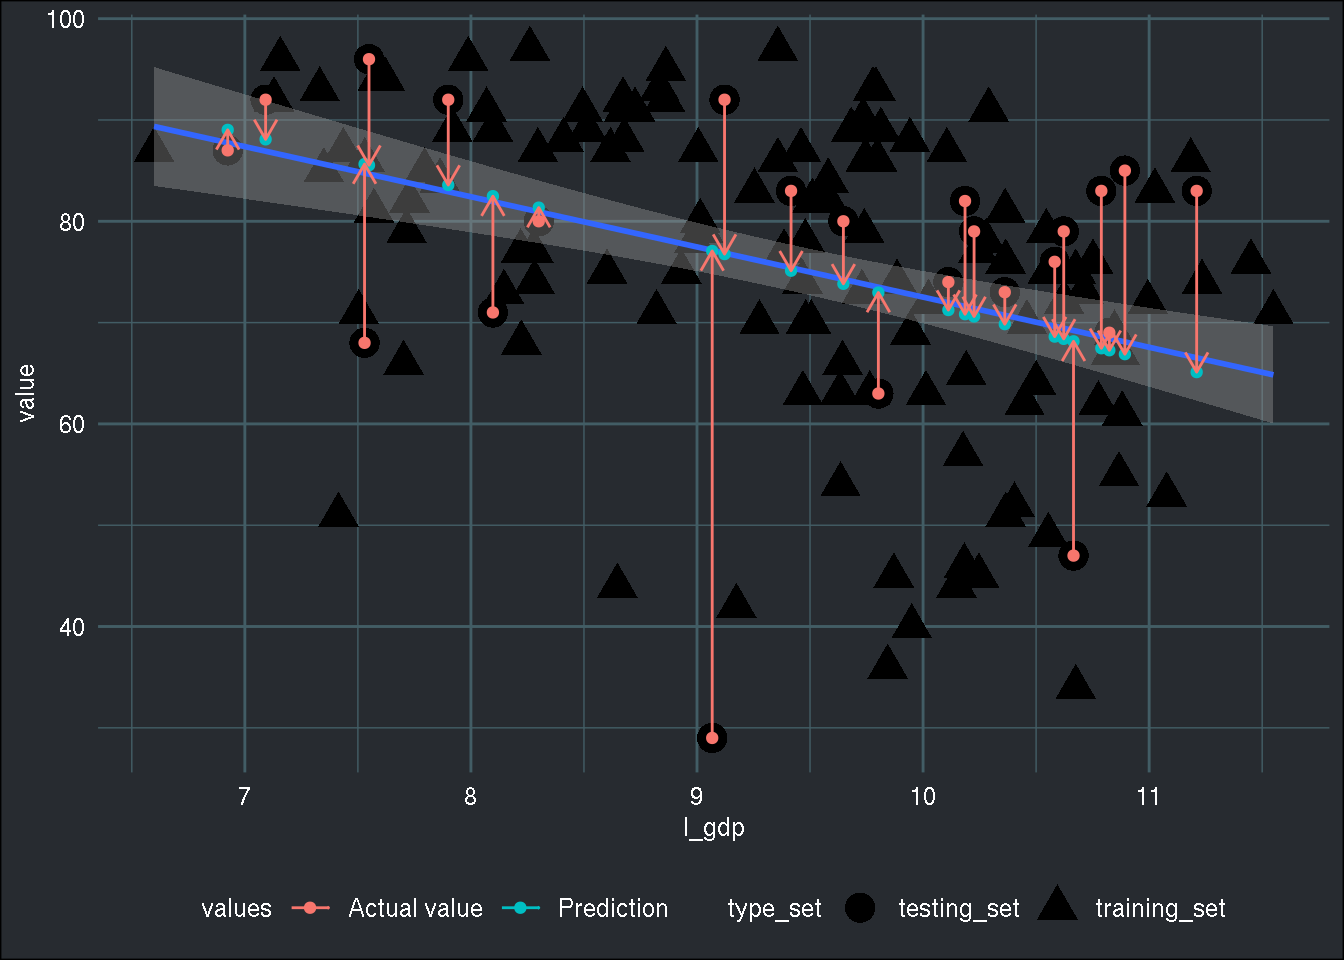 100
80
60
40
value
7 8 9 10 11
l_gdp
values Actual value Prediction type_set testing_set training_set